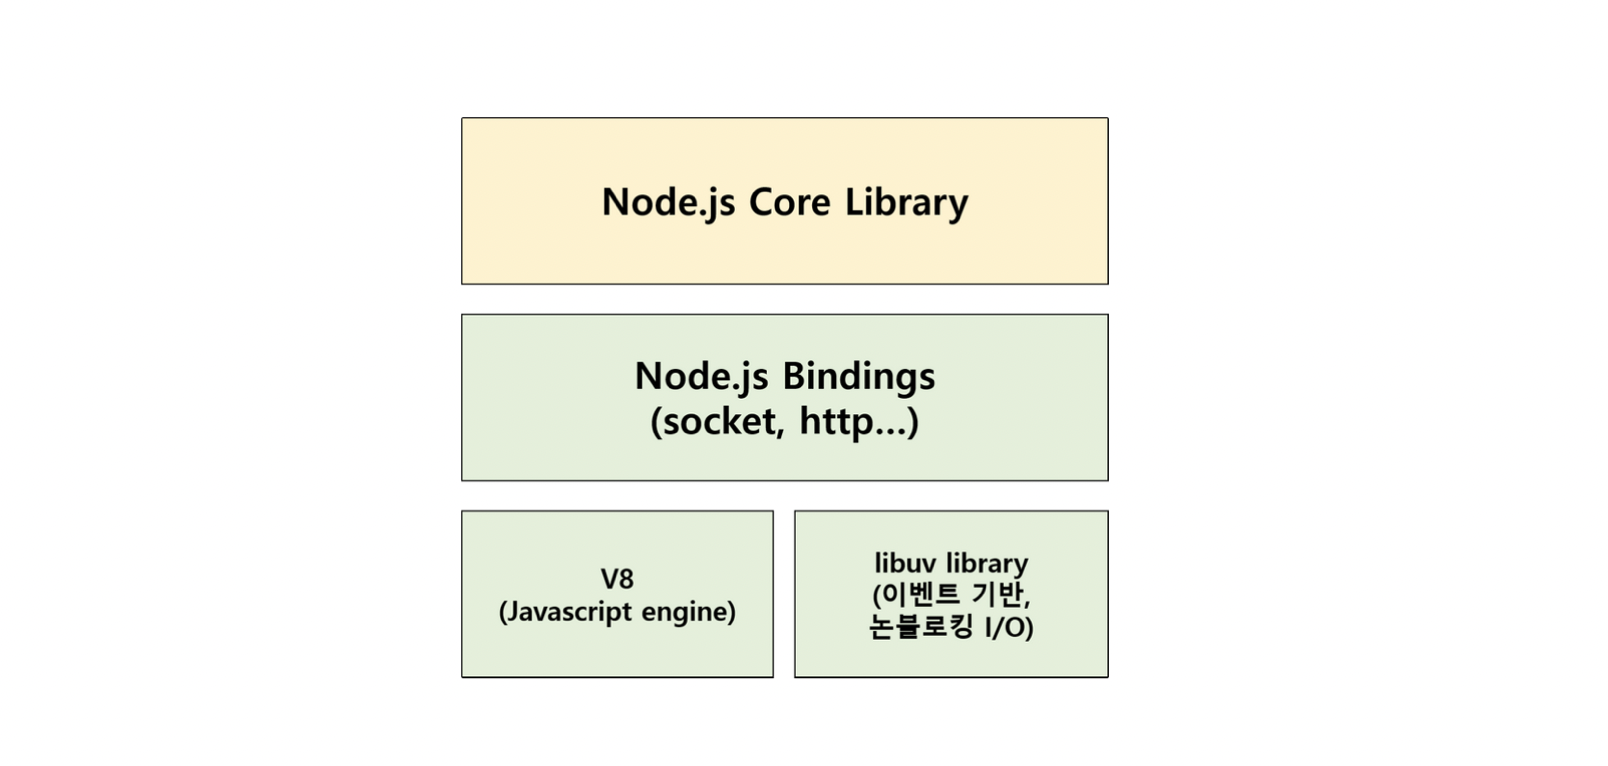 Node.js Core Library
Node.js Bindings
(socket, http...)
V8
(Javascript engine)
libuv library
(이벤트 기반,
논블로킹 I/O)